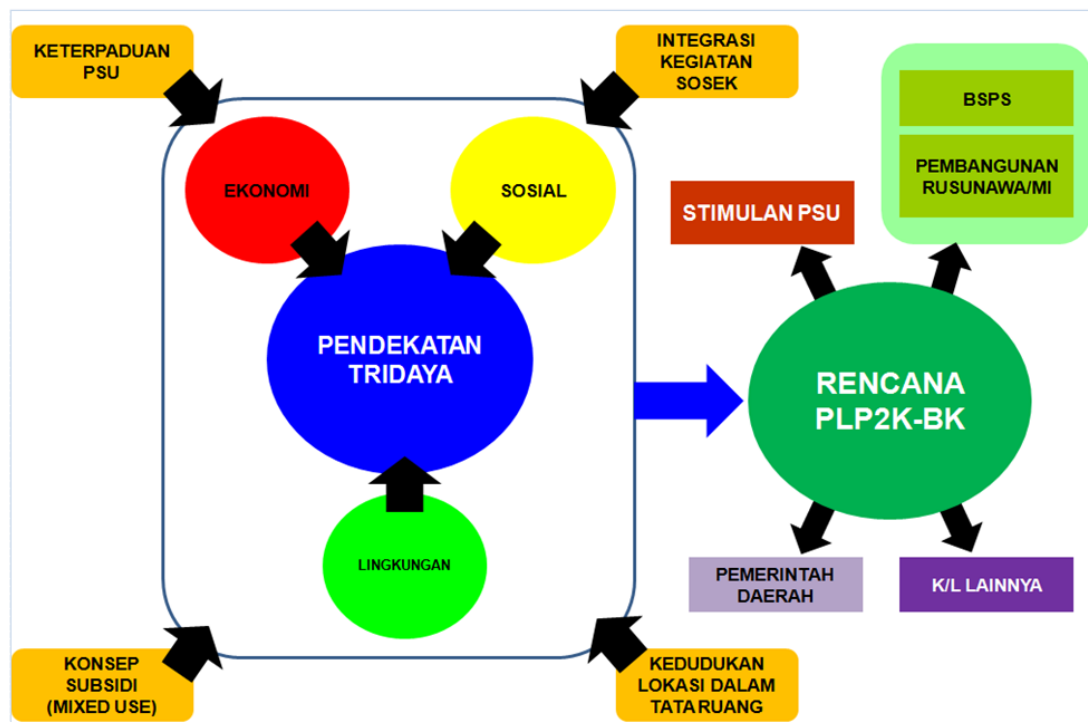 KETERPADUAN
PSU
INTEGRASI
KEGIATAN
SOSEK
BSPS
PEMBANGUNAN
RUSUNAWA/MI
EKONOMI
SOSIAL
STIMULAN PSU
PENDEKATAN
TRIDAYA
RENCANA
PLP2K-BK
LINGKUNGAN
PEMERINTAH
DAERAH
K/L LAINNYA
KONSEP
SUBSIDI
(MIXED USE)
KEDUDUKAN
LOKASI DALAM
TATA RUANG